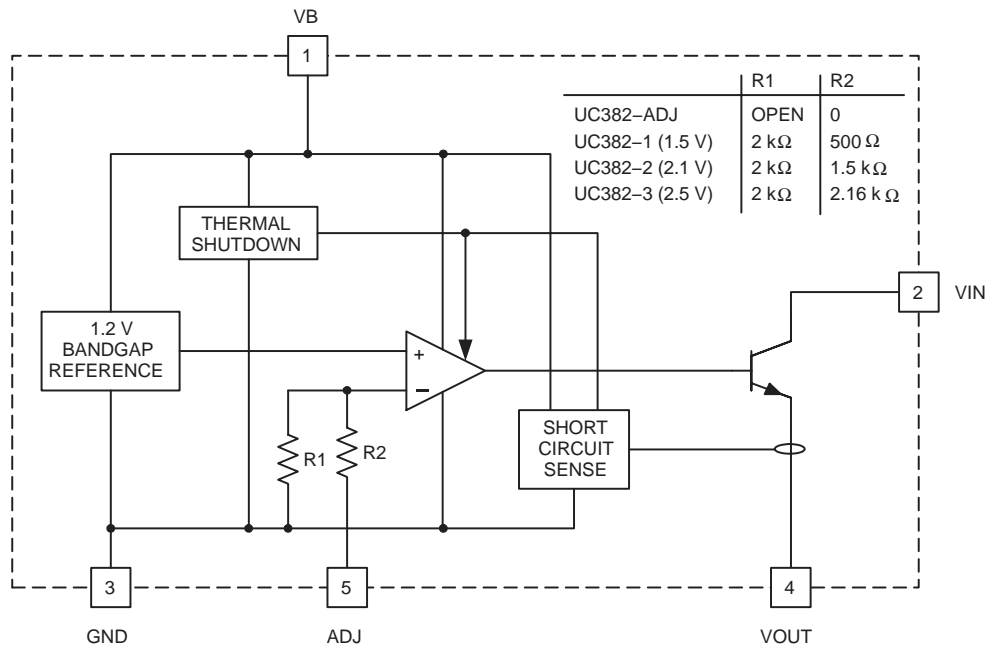 VB
1
R1 R2
UC382–ADJ OPEN 0
UC382–1 (1.5 V) 2 kΩ 500 Ω
UC382–2 (2.1 V) 2 kΩ 1.5 kΩ
UC382–3 (2.5 V) 2 kΩ 2.16 k Ω
THERMAL
SHUTDOWN
2 VIN
1.2 V
BANDGAP
REFERENCE
+
–
R1 R2
SHORT
CIRCUIT
SENSE
3 5 4
GND ADJ VOUT